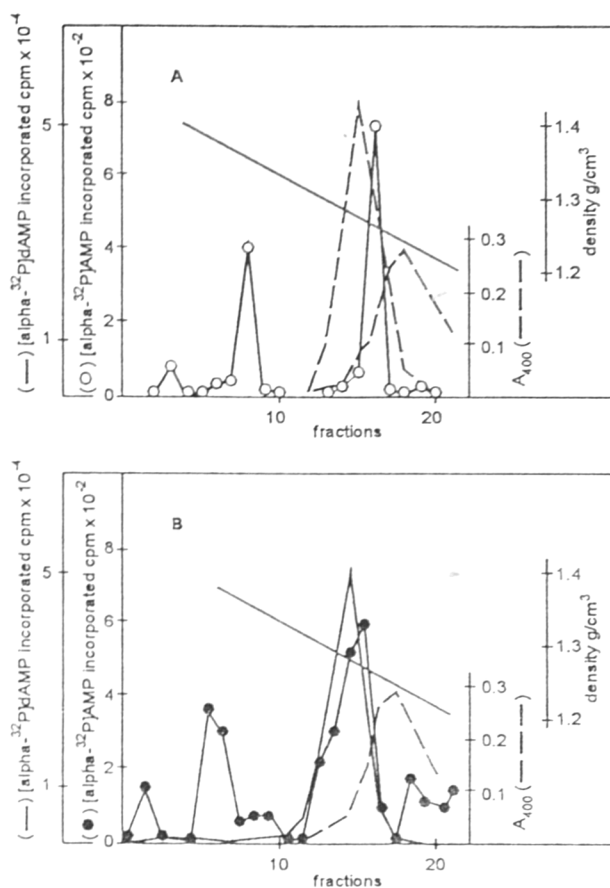 A
(—) [alpha-³²P]dAMP incorporated cpm x 10⁻⁴
5
1
(O) [alpha-³²P]AMP incorporated cpm x 10⁻²
8
6
4
2
0
10
20
fractions
0.3
0.2
0.1
A₄₀₀ (— — —)
1.4
1.3
1.2
density g/cm³
B
(—) [alpha-³²P]dAMP incorporated cpm x 10⁻⁴
5
1
(●) [alpha-³²P]AMP incorporated cpm x 10⁻²
8
6
4
2
0
10
20
fractions
0.3
0.2
0.1
A₄₀₀ (— — —)
1.4
1.3
1.2
density g/cm³